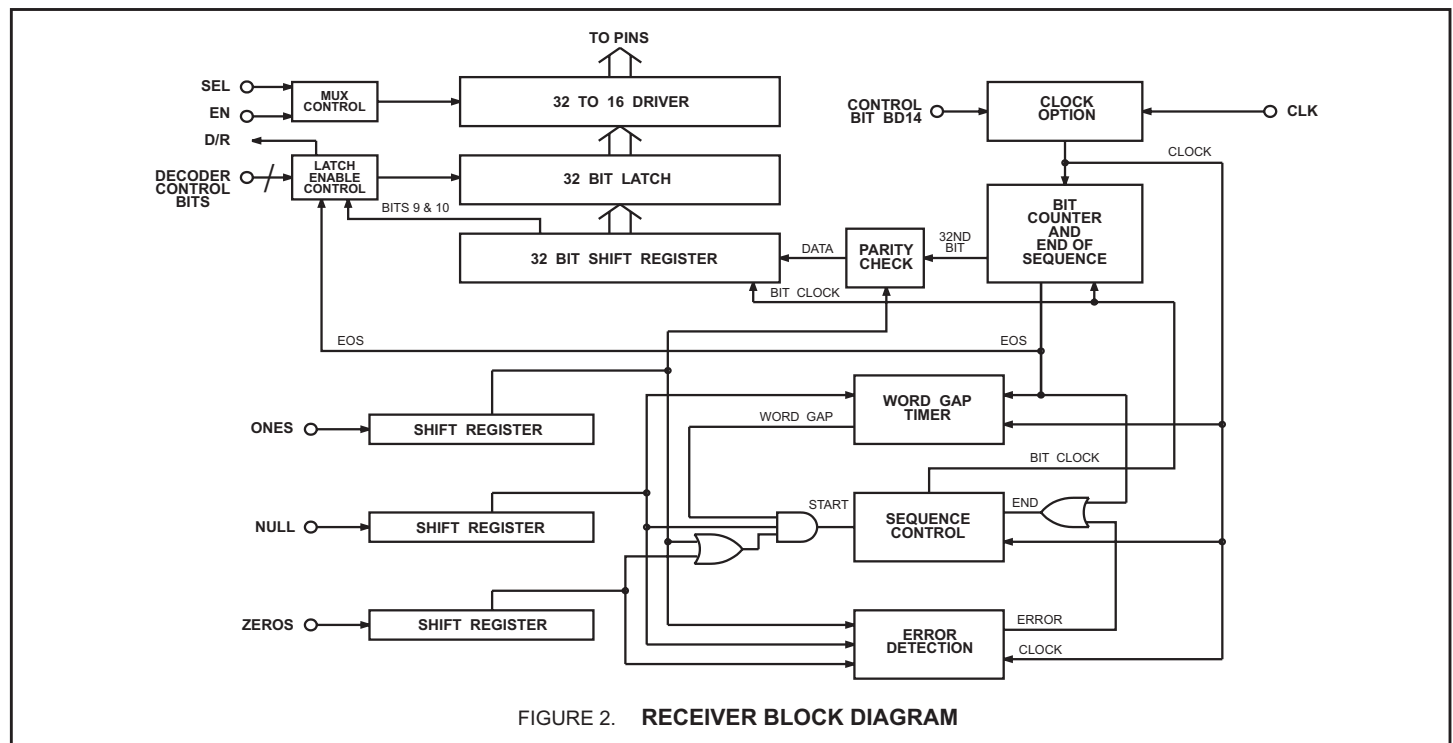 TO PINS
SEL
EN
MUX
CONTROL
32 TO 16 DRIVER
CONTROL
BIT BD14
CLOCK
OPTION
CLK
D/R
DECODER
CONTROL
BITS
LATCH
ENABLE
CONTROL
32 BIT LATCH
CLOCK
BITS 9 & 10
BIT
COUNTER
AND
END OF
SEQUENCE
32 BIT SHIFT REGISTER
DATA
PARITY
CHECK
32ND
BIT
BIT CLOCK
EOS
EOS
ONES
SHIFT REGISTER
WORD GAP
WORD GAP
TIMER
BIT CLOCK
NULL
SHIFT REGISTER
START
SEQUENCE
CONTROL
END
ZEROS
SHIFT REGISTER
ERROR
DETECTION
ERROR
CLOCK
FIGURE 2. RECEIVER BLOCK DIAGRAM